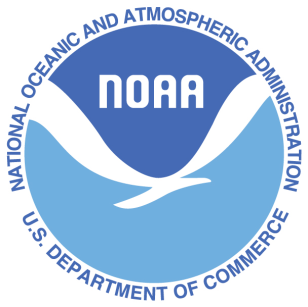 NATIONAL OCEANIC AND ATMOSPHERIC ADMINISTRATION
NOAA
U.S. DEPARTMENT OF COMMERCE